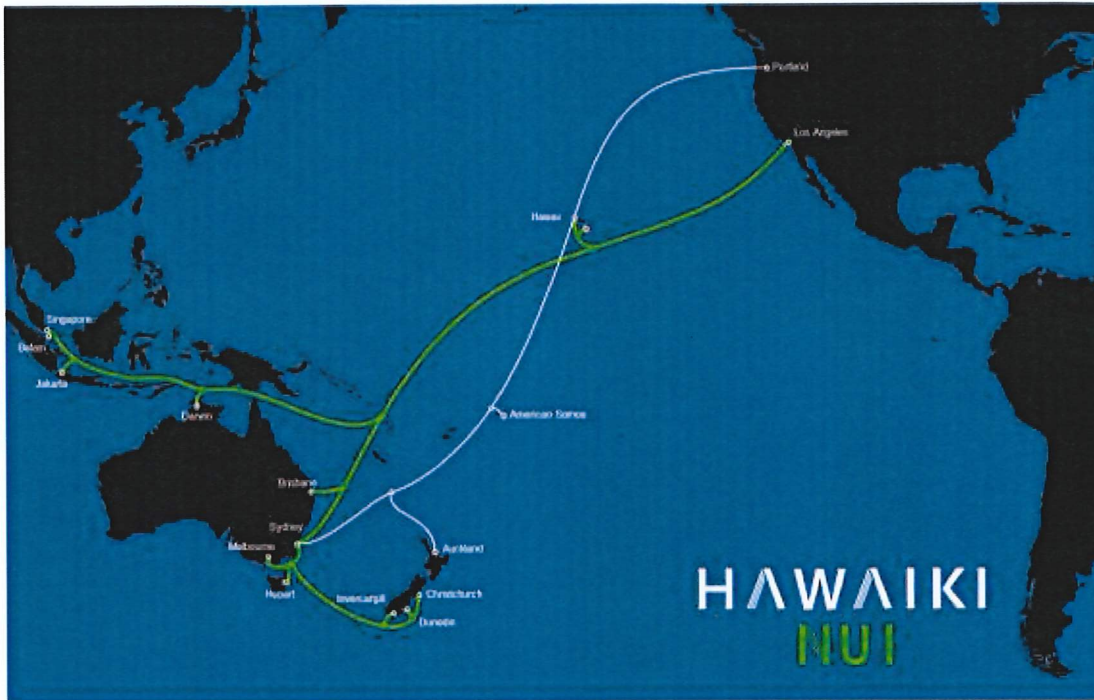 Portland
Los Angeles
Hawaii
Singapore
Batam
Jakarta
Darwin
American Samoa
Brisbane
Sydney
Melbourne
Auckland
Hobart
Invercargill
Christchurch
Dunedin
HAWAIKI
NUI